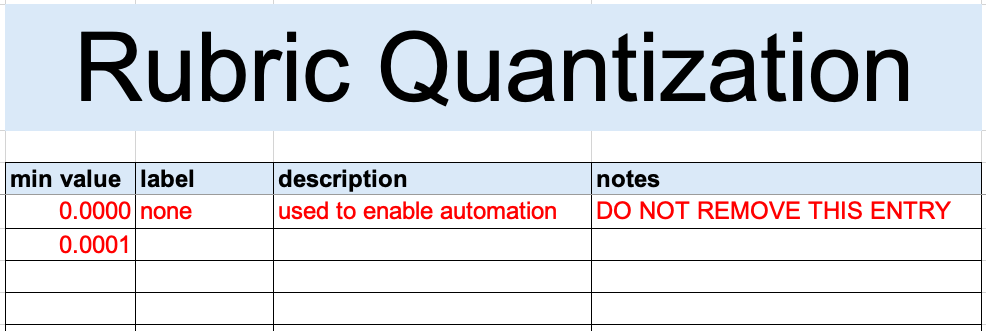 Rubric Quantization
min value label description notes
0.0000 none used to enable automation DO NOT REMOVE THIS ENTRY
0.0001